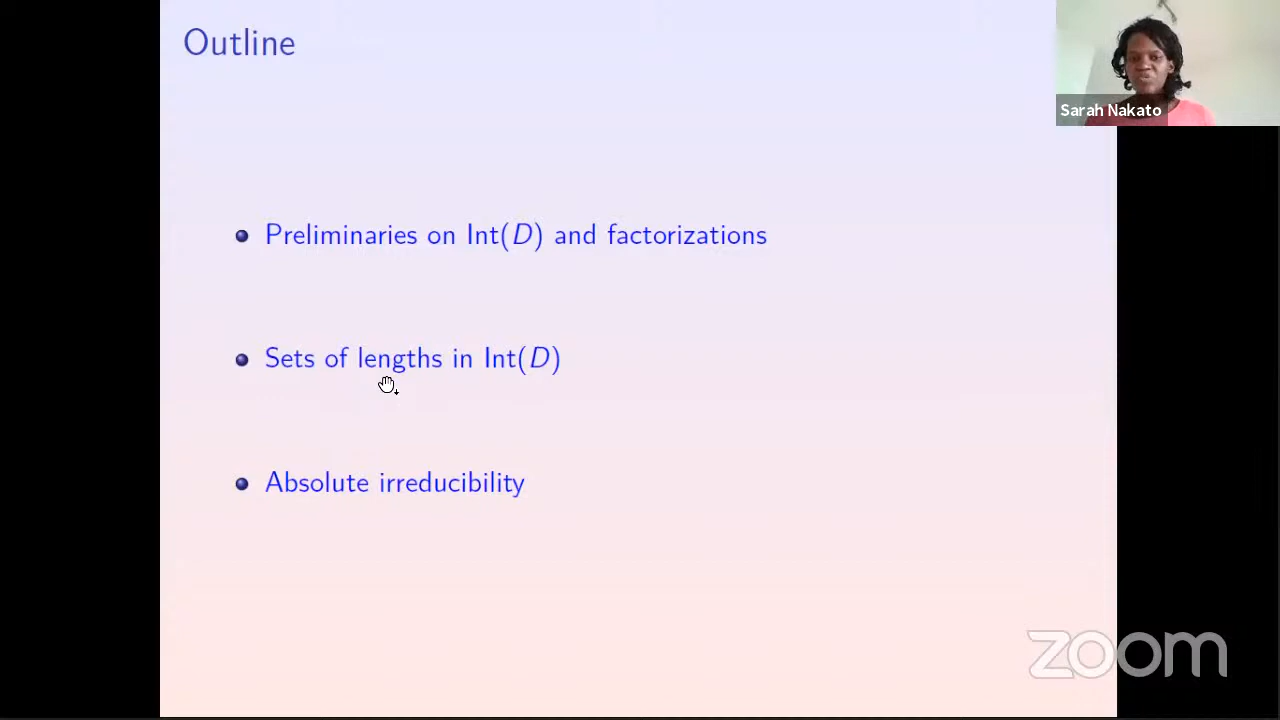 Outline
Sarah Nakato
Preliminaries on Int(D) and factorizations
Sets of lengths in Int(D)
Absolute irreducibility
zoom